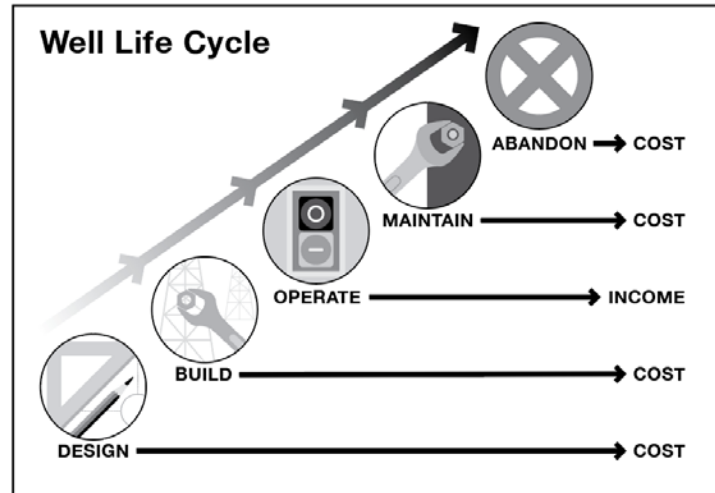 Well Life Cycle
ABANDON COST
MAINTAIN COST
OPERATE INCOME
BUILD COST
DESIGN COST